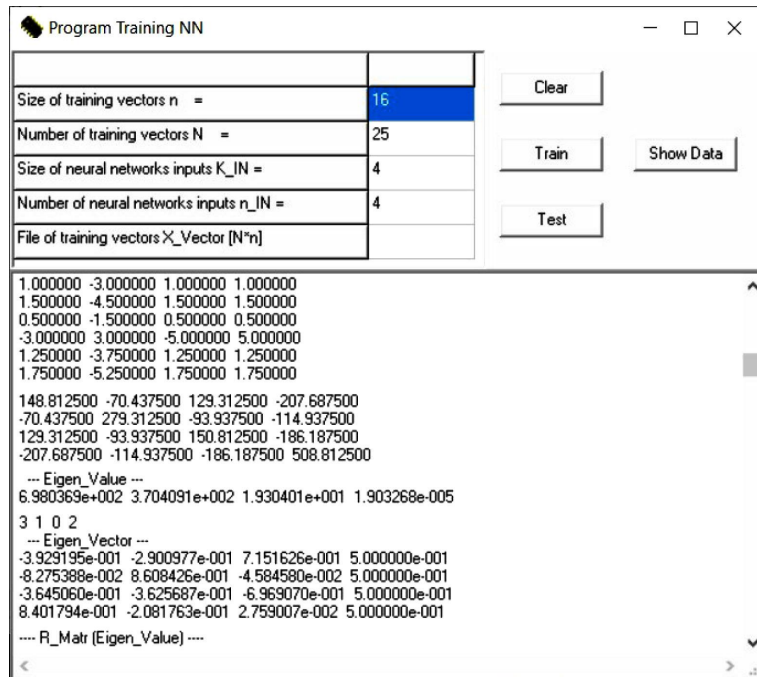 Program Training NN
Size of training vectors n = 16
Number of training vectors N = 25
Size of neural networks inputs K_IN = 4
Number of neural networks inputs n_IN = 4
File of training vectors X_Vector [N*n]
Clear
Train
Show Data
Test
1.000000 -3.000000 1.000000 1.000000
1.500000 -4.500000 1.500000 1.500000
0.500000 -1.500000 0.500000 0.500000
-3.000000 3.000000 -5.000000 5.000000
1.250000 -3.750000 1.250000 1.250000
1.750000 -5.250000 1.750000 1.750000
148.812500 -70.437500 129.312500 -207.687500
-70.437500 279.312500 -93.937500 -114.937500
129.312500 -93.937500 150.812500 -186.187500
-207.687500 -114.937500 -186.187500 508.812500
--- Eigen_Value ---
6.980369e+002 3.704091e+002 1.930401e+001 1.903268e-005
3 1 0 2
--- Eigen_Vector ---
-3.929195e-001 -2.900977e-001 7.151626e-001 5.000000e-001
-8.275388e-002 8.608426e-001 -4.584580e-002 5.000000e-001
-3.645060e-001 -3.625687e-001 -6.969070e-001 5.000000e-001
8.401794e-001 -2.081763e-001 2.759007e-002 5.000000e-001
---- R_Matr (Eigen_Value) ----